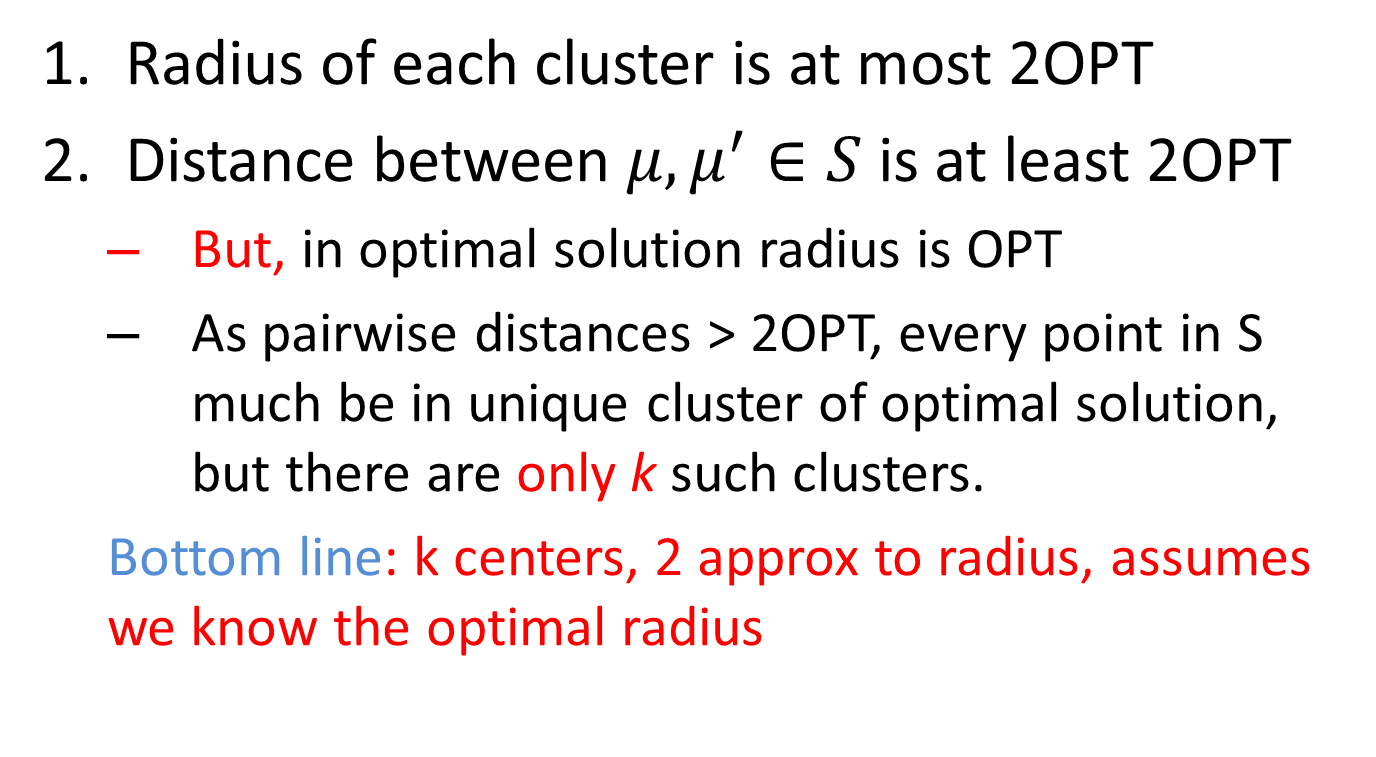 1. Radius of each cluster is at most 2OPT
2. Distance between 𝜇, 𝜇′ ∈ 𝑆 is at least 2OPT
– But, in optimal solution radius is OPT
– As pairwise distances > 2OPT, every point in S
much be in unique cluster of optimal solution,
but there are only k such clusters.
Bottom line: k centers, 2 approx to radius, assumes
we know the optimal radius